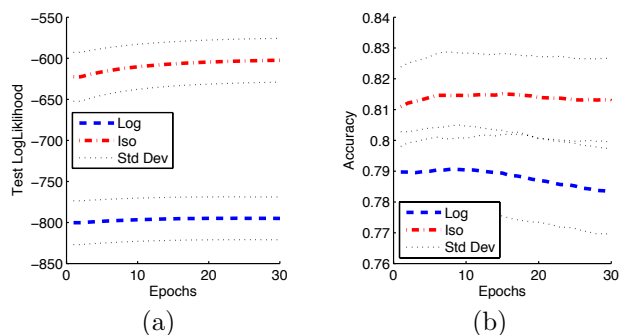 −550
−600
−650
−700
−750
−800
−850
Test LogLiklihood
Log
Iso
Std Dev
0
10
20
30
Epochs
(a)
0.84
0.83
0.82
0.81
0.8
0.79
0.78
0.77
0.76
Accuracy
Log
Iso
Std Dev
0
10
20
30
Epochs
(b)